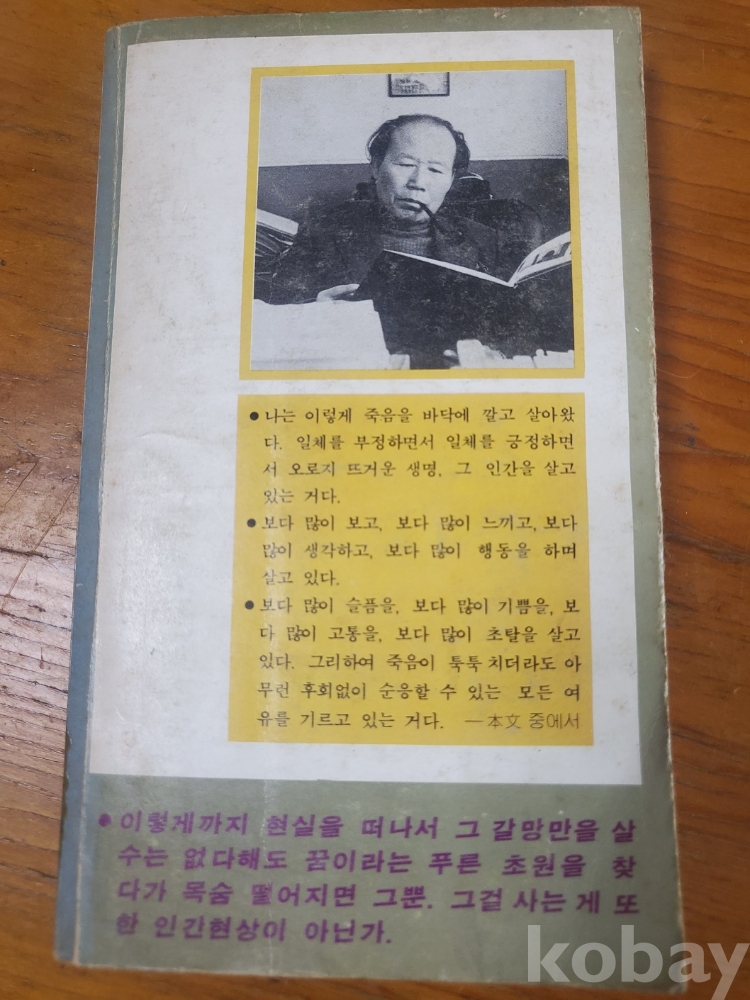 ● 나는 이렇게 죽음을 바닥에 깔고 살아왔
다. 일체를 부정하면서 일체를 긍정하면
서 오로지 뜨거운 생명, 그 인간을 살고
있는 거다.
● 보다 많이 보고, 보다 많이 느끼고, 보다
많이 생각하고, 보다 많이 행동을 하며
살고 있다.
● 보다 많이 슬픔을, 보다 많이 기쁨을, 보
다 많이 고통을, 보다 많이 초탈을 살고
있다. 그리하여 죽음이 툭툭 치더라도 아
무런 후회없이 순응할 수 있는 모든 여
유를 기르고 있는 거다. —本文 중에서
● 이렇게까지 현실을 떠나서 그 갈망만을 살
수는 없다해도 꿈이라는 푸른 초원을 찾
다가 목숨 떨어지면 그뿐. 그걸 사는 게 또
한 인간현상이 아닌가.
kobay